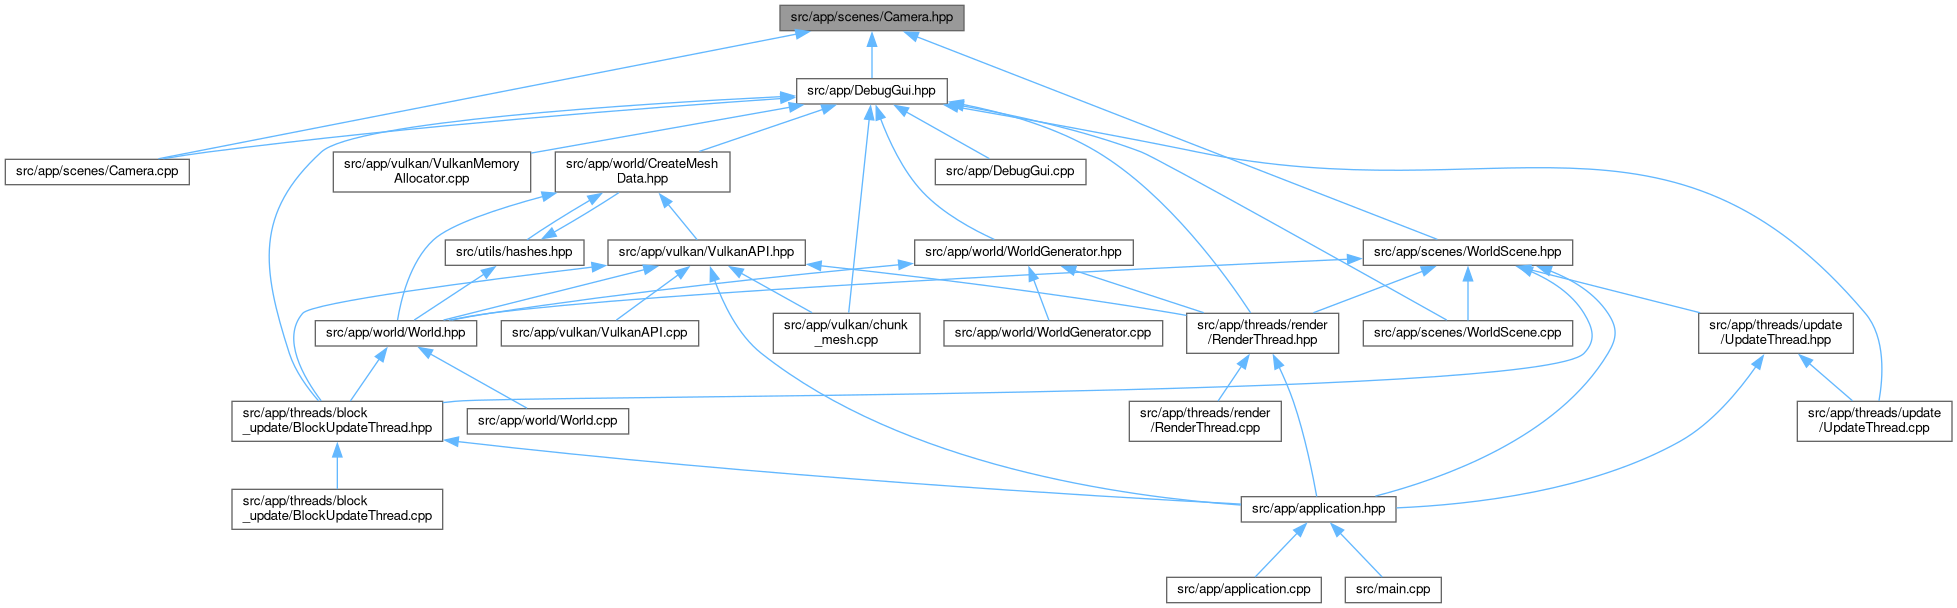 src/app/scenes/Camera.hpp
src/app/DebugGui.hpp
src/app/scenes/Camera.cpp
src/app/vulkan/VulkanMemory
Allocator.cpp
src/app/world/CreateMesh
Data.hpp
src/app/DebugGui.cpp
src/utils/hashes.hpp
src/app/vulkan/VulkanAPI.hpp
src/app/world/WorldGenerator.hpp
src/app/scenes/WorldScene.hpp
src/app/world/World.hpp
src/app/vulkan/VulkanAPI.cpp
src/app/vulkan/chunk
_mesh.cpp
src/app/world/WorldGenerator.cpp
src/app/threads/render
/RenderThread.hpp
src/app/scenes/WorldScene.cpp
src/app/threads/update
/UpdateThread.hpp
src/app/threads/block
_update/BlockUpdateThread.hpp
src/app/world/World.cpp
src/app/threads/render
/RenderThread.cpp
src/app/threads/update
/UpdateThread.cpp
src/app/threads/block
_update/BlockUpdateThread.cpp
src/app/application.hpp
src/app/application.cpp
src/main.cpp